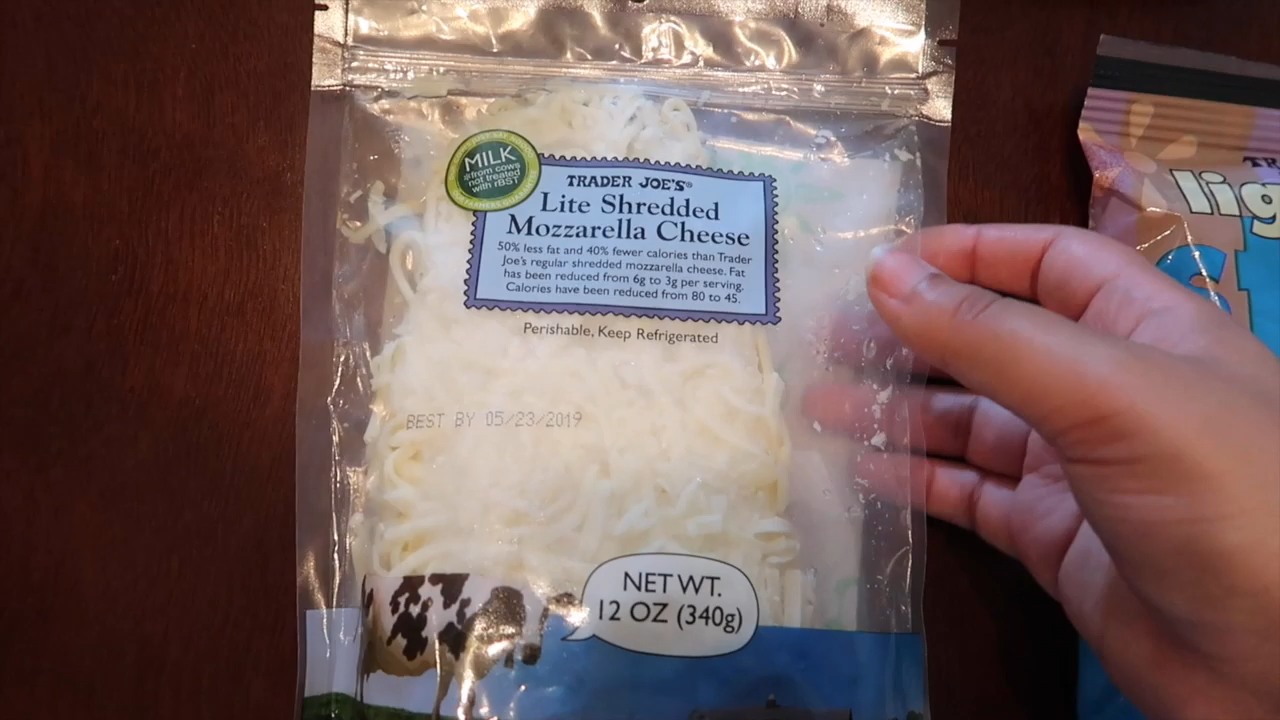 MILK
*from cows
not treated
with rBST
TRADER JOE'S®
Lite Shredded
Mozzarella Cheese
50% less fat and 40% fewer calories than Trader
Joe's regular shredded mozzarella cheese. Fat
has been reduced from 6g to 3g per serving.
Calories have been reduced from 80 to 45.
Perishable, Keep Refrigerated
BEST BY 05/23/2019
NET WT.
12 OZ (340g)
TR
lig